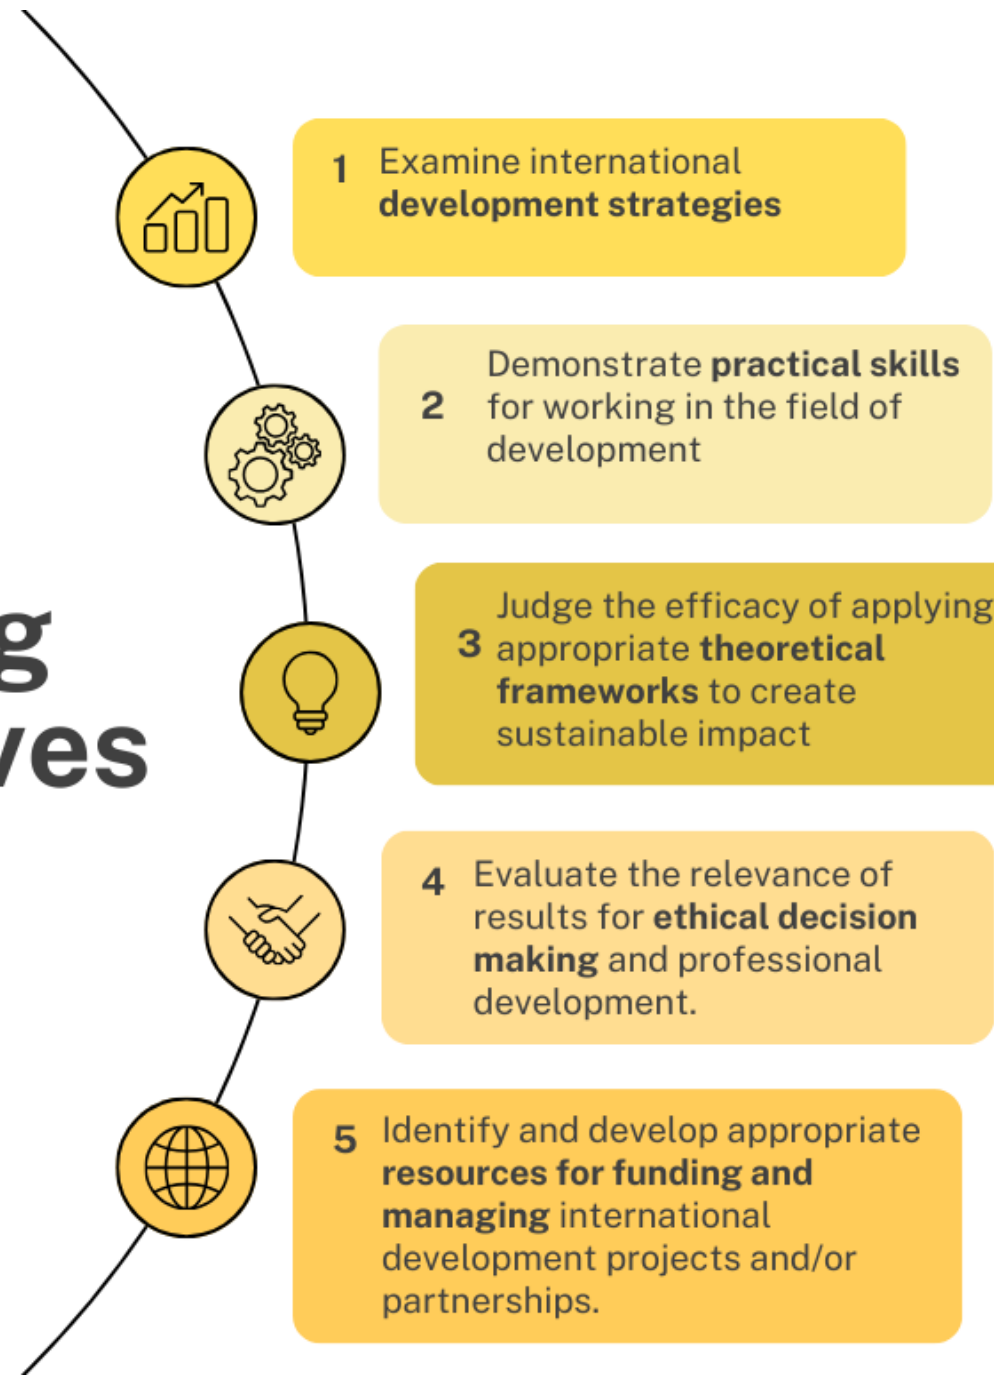 g
ves
1 Examine international
development strategies
2 Demonstrate practical skills
for working in the field of
development
3 Judge the efficacy of applying
appropriate theoretical
frameworks to create
sustainable impact
4 Evaluate the relevance of
results for ethical decision
making and professional
development.
5 Identify and develop appropriate
resources for funding and
managing international
development projects and/or
partnerships.